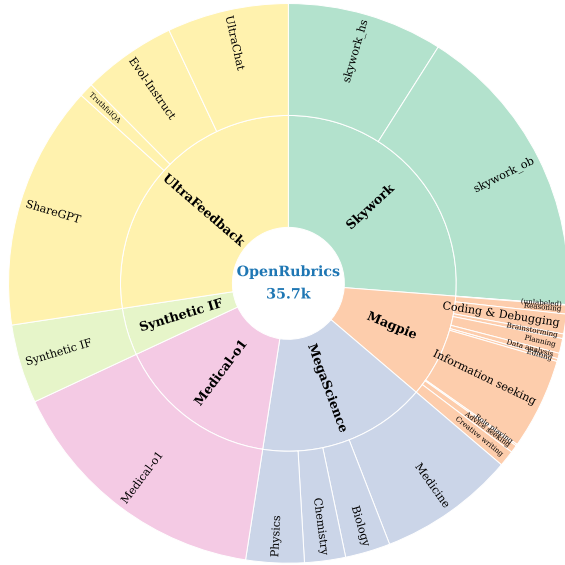 OpenRubrics
35.7k
Skywork
skywork_hs
skywork_ob
Magpie
(unlabeled)
Reasoning
Coding & Debugging
Brainstorming
Planning
Data analysis
Editing
Information seeking
Role playing
Advice seeking
Creative writing
MegaScience
Medicine
Biology
Chemistry
Physics
Medical-o1
Medical-o1
Synthetic IF
Synthetic IF
UltraFeedback
ShareGPT
TruthfulQA
Evol-Instruct
UltraChat